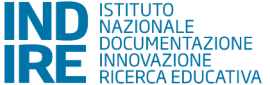 IND
IRE
ISTITUTO
NAZIONALE
DOCUMENTAZIONE
INNOVAZIONE
RICERCA EDUCATIVA